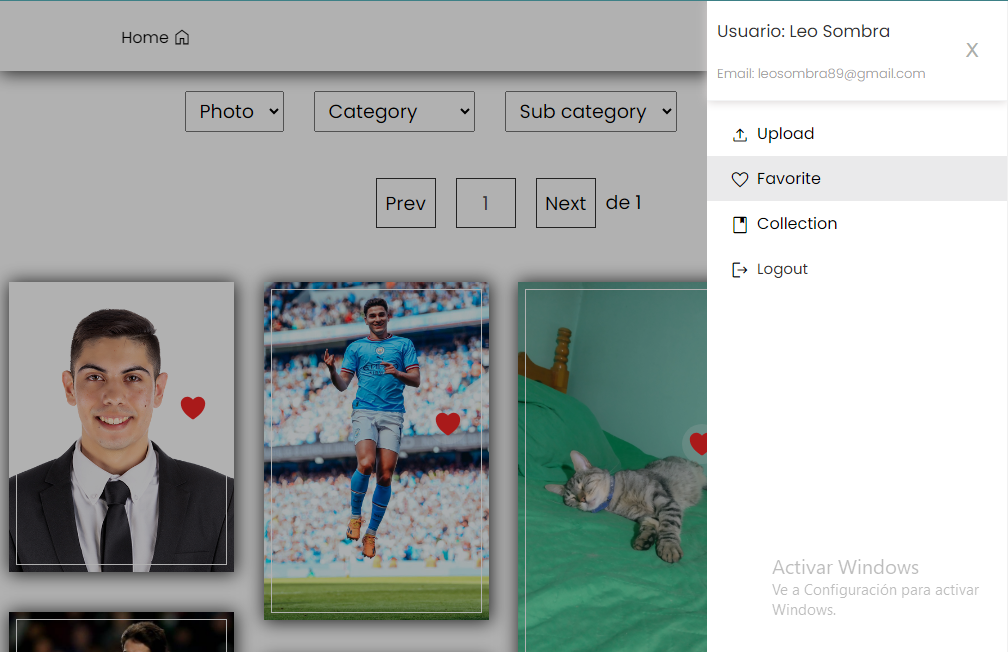 Home
Usuario: Leo Sombra
X
Email: leosombra89@gmail.com
Photo
Category
Sub category
Upload
Favorite
Collection
Logout
Prev
1
Next
de 1
Activar Windows
Ve a Configuración para activar
Windows.